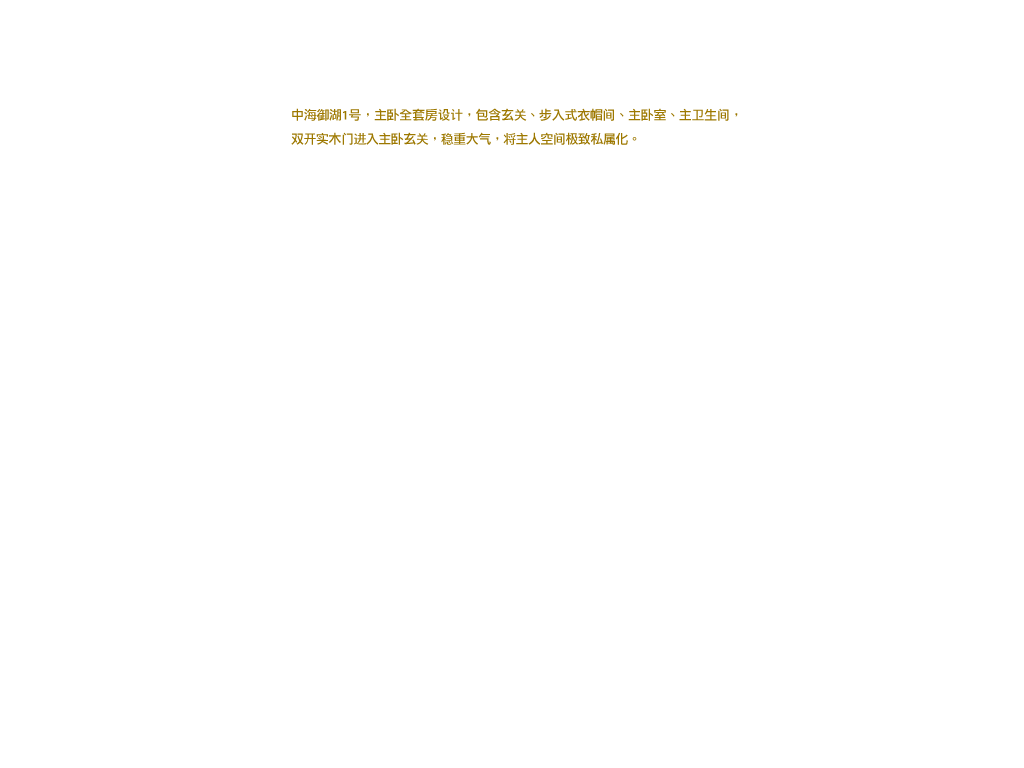 中海御湖1号，主卧全套房设计，包含玄关、步入式衣帽间、主卧室、主卫生间，
双开实木门进入主卧玄关，稳重大气，将主人空间极致私属化。